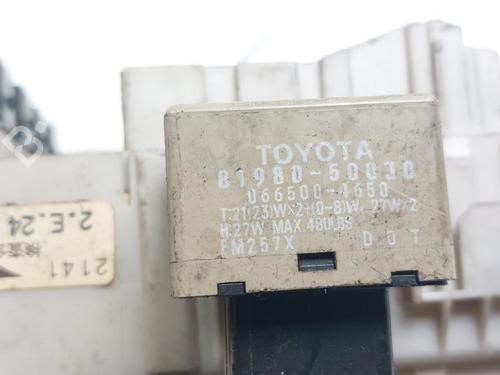 TOYOTA
81980-50030
066500-4650
T:21(23)W×2+(0-8)W, 27W×2
H:27W MAX.480LBS
FM257X DOT
2.E.24
2141